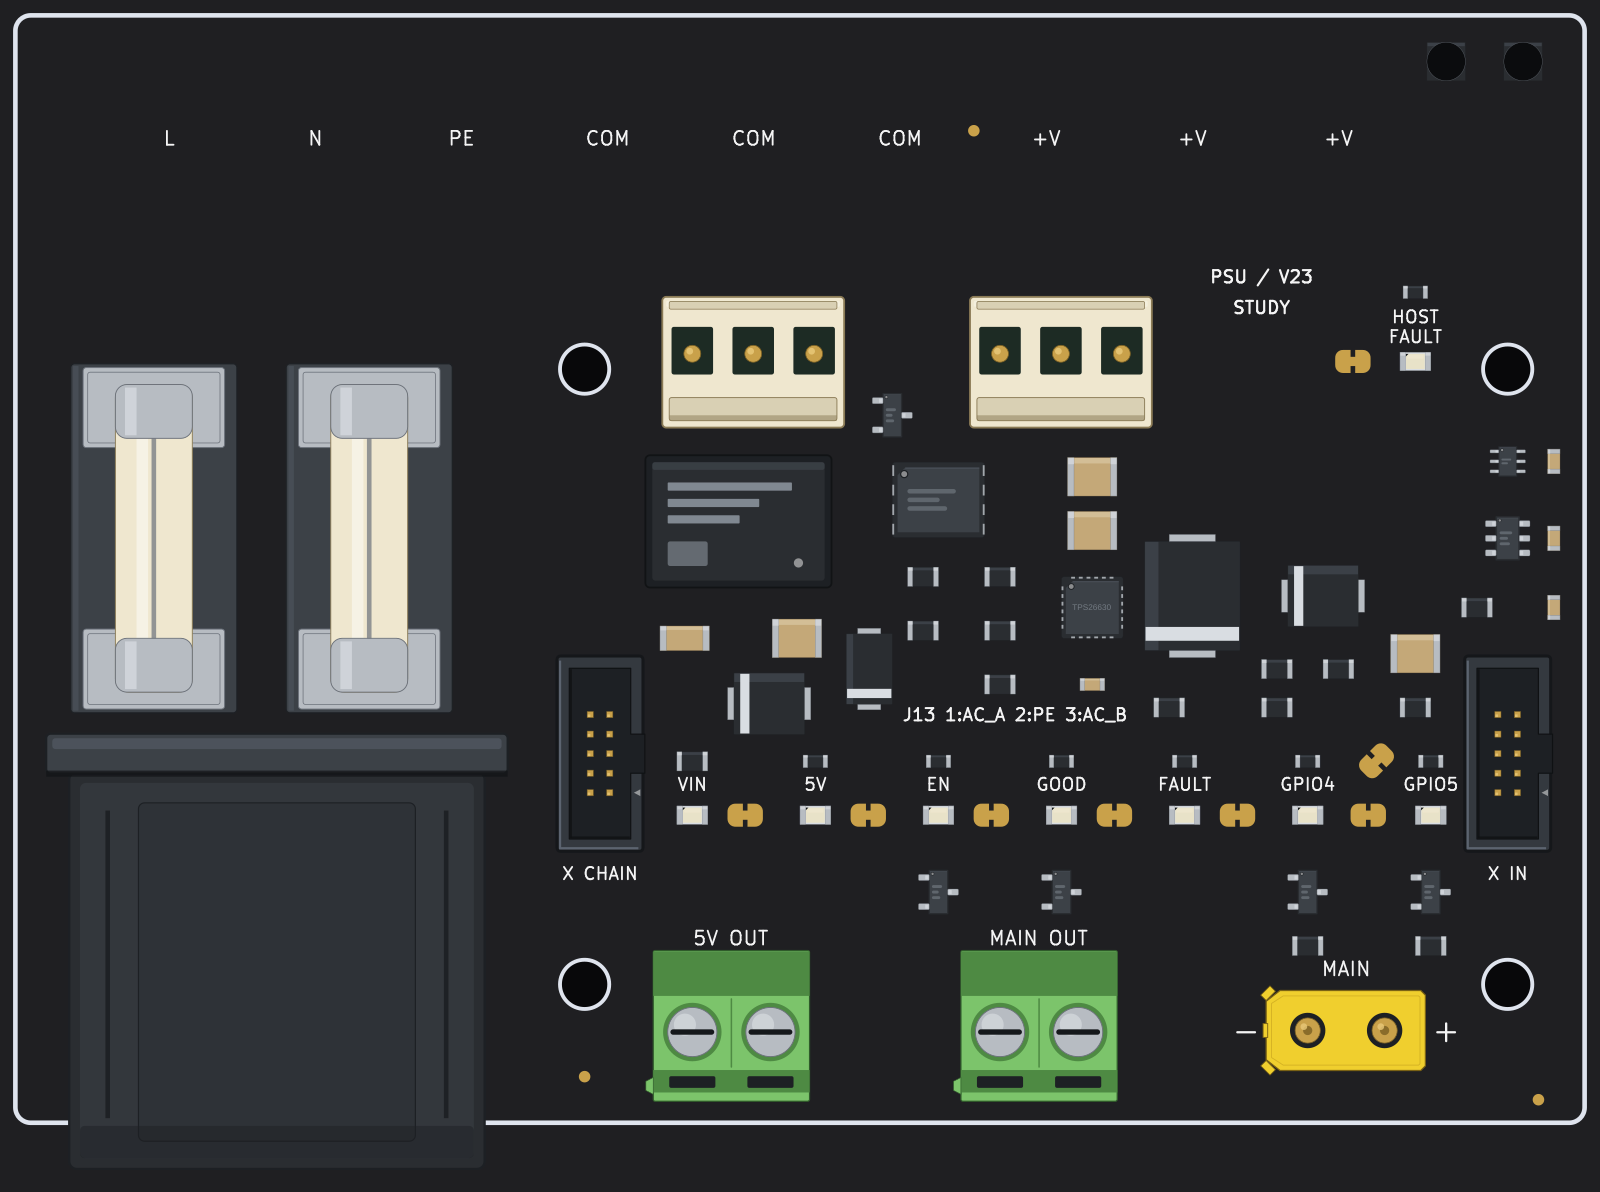 L N PE COM COM COM +V +V +V
PSU / V23
STUDY
HOST
FAULT
TPS26630
J13 1:AC_A 2:PE 3:AC_B
VIN 5V EN GOOD FAULT GPIO4 GPIO5
X CHAIN
X IN
5V OUT
MAIN OUT
MAIN
− +